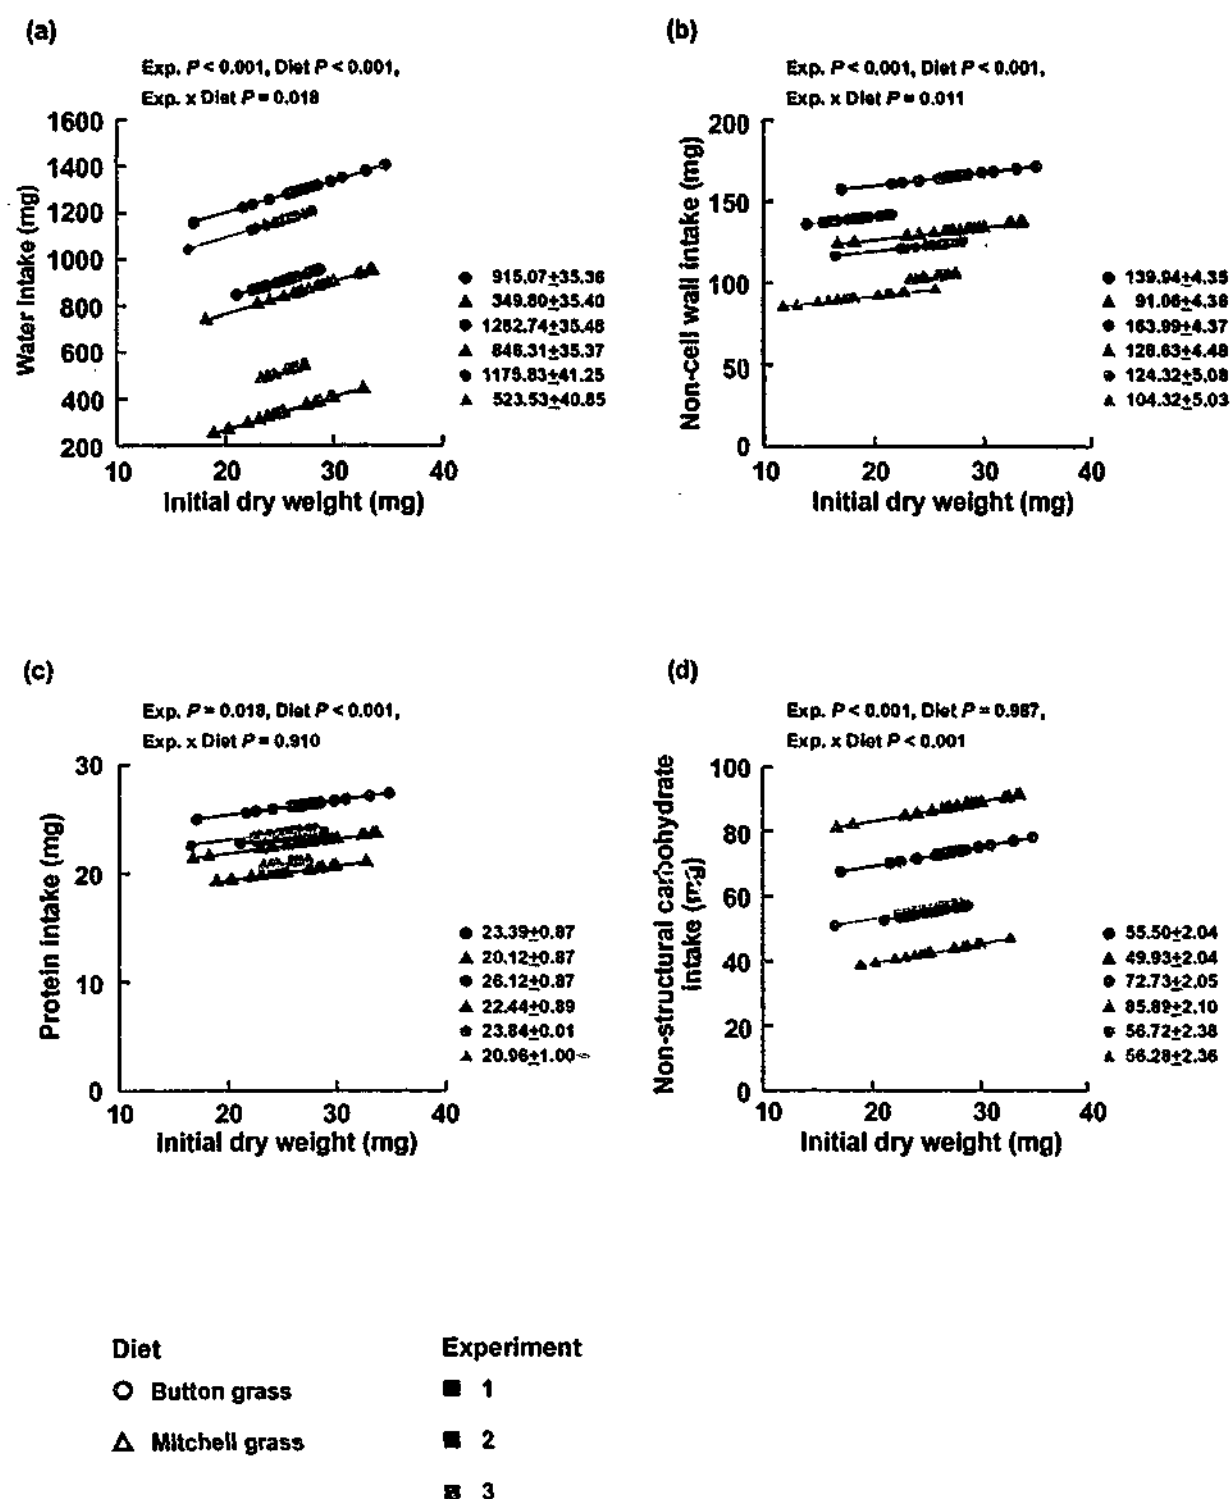 (a)
Exp. P < 0.001, Diet P < 0.001,
Exp. x Diet P = 0.018
1600
1400
1200
1000
800
600
400
200
Water intake (mg)
10 20 30 40
Initial dry weight (mg)
915.07±35.36
349.80±35.40
1282.74±35.48
846.31±35.37
1175.83±41.25
523.53±40.85
(b)
Exp. P < 0.001, Diet P < 0.001,
Exp. x Diet P = 0.011
200
150
100
50
0
Non-cell wall intake (mg)
10 20 30 40
Initial dry weight (mg)
139.94±4.35
91.06±4.36
163.99±4.37
128.63±4.48
124.32±5.08
104.32±5.03
(c)
Exp. P = 0.018, Diet P < 0.001,
Exp. x Diet P = 0.910
30
20
10
0
Protein intake (mg)
10 20 30 40
Initial dry weight (mg)
23.39±0.87
20.12±0.87
26.12±0.87
22.44±0.89
23.84±0.01
20.96±1.00
(d)
Exp. P < 0.001, Diet P = 0.987,
Exp. x Diet P < 0.001
100
80
60
40
20
0
Non-structural carbohydrate
intake (mg)
10 20 30 40
Initial dry weight (mg)
55.50±2.04
49.93±2.04
72.73±2.05
85.89±2.10
56.72±2.38
56.28±2.36
Diet
Button grass
Mitchell grass
Experiment
1
2
3